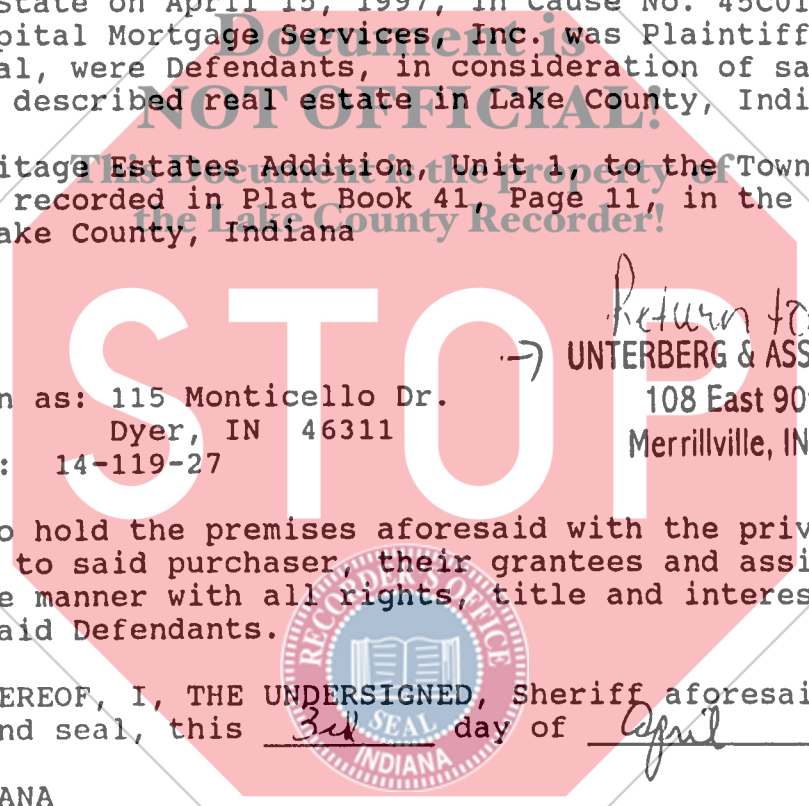 state on April 15, 1997, in Cause No. 45C01
pital Mortgage Services, Inc. was Plaintiff
al, were Defendants, in consideration of sa
described real estate in Lake County, Indi
Document is
NOT OFFICIAL!
This Document is the property of
the Lake County Recorder!
itage Estates Addition, Unit 1, to the Town
recorded in Plat Book 41, Page 11, in the
ake County, Indiana
STOP
Return to
→ UNTERBERG & ASS
108 East 90
Merrillville, IN
n as: 115 Monticello Dr.
Dyer, IN 46311
: 14-119-27
o hold the premises aforesaid with the priv
to said purchaser, their grantees and assi
e manner with all rights, title and interes
aid Defendants.
RECORDER'S OFFICE
SEAL
INDIANA
EREOF, I, THE UNDERSIGNED, Sheriff aforesai
nd seal, this 3rd day of April
ANA